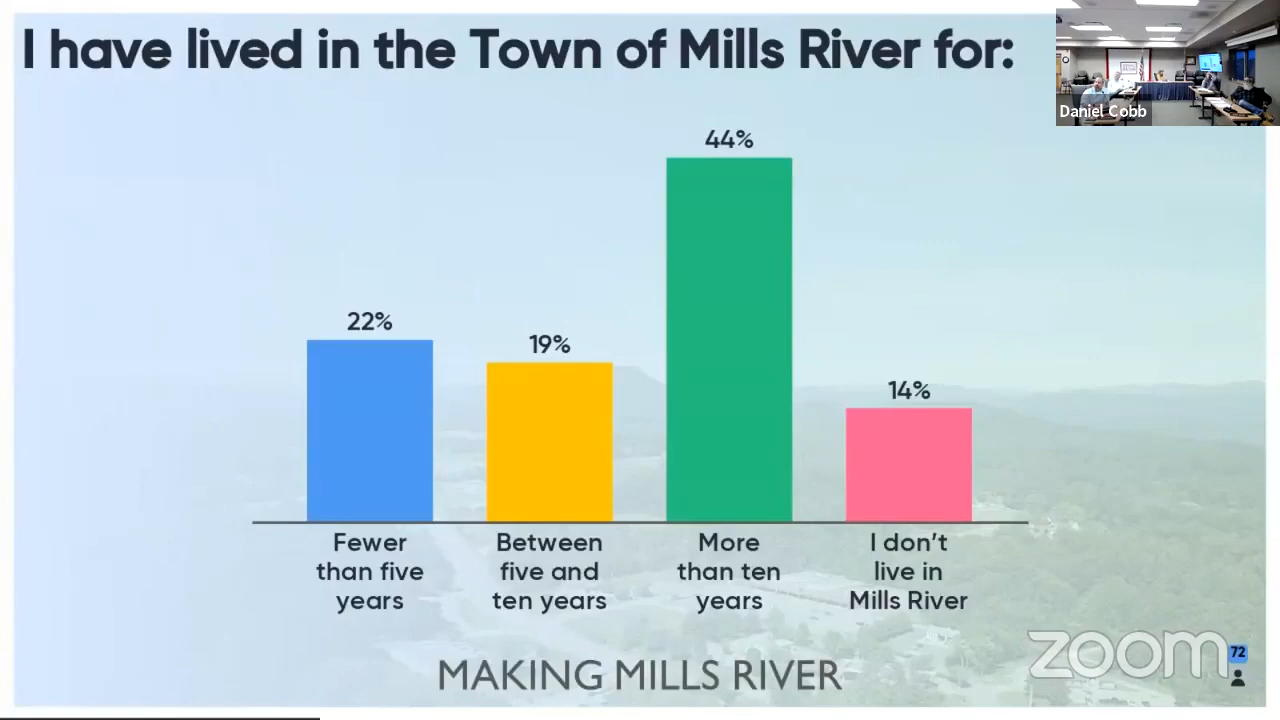 I have lived in the Town of Mills River for:
Daniel Cobb
44%
22%
19%
14%
Fewer
than five
years
Between
five and
ten years
More
than ten
years
I don't
live in
Mills River
MAKING MILLS RIVER
zoom
72